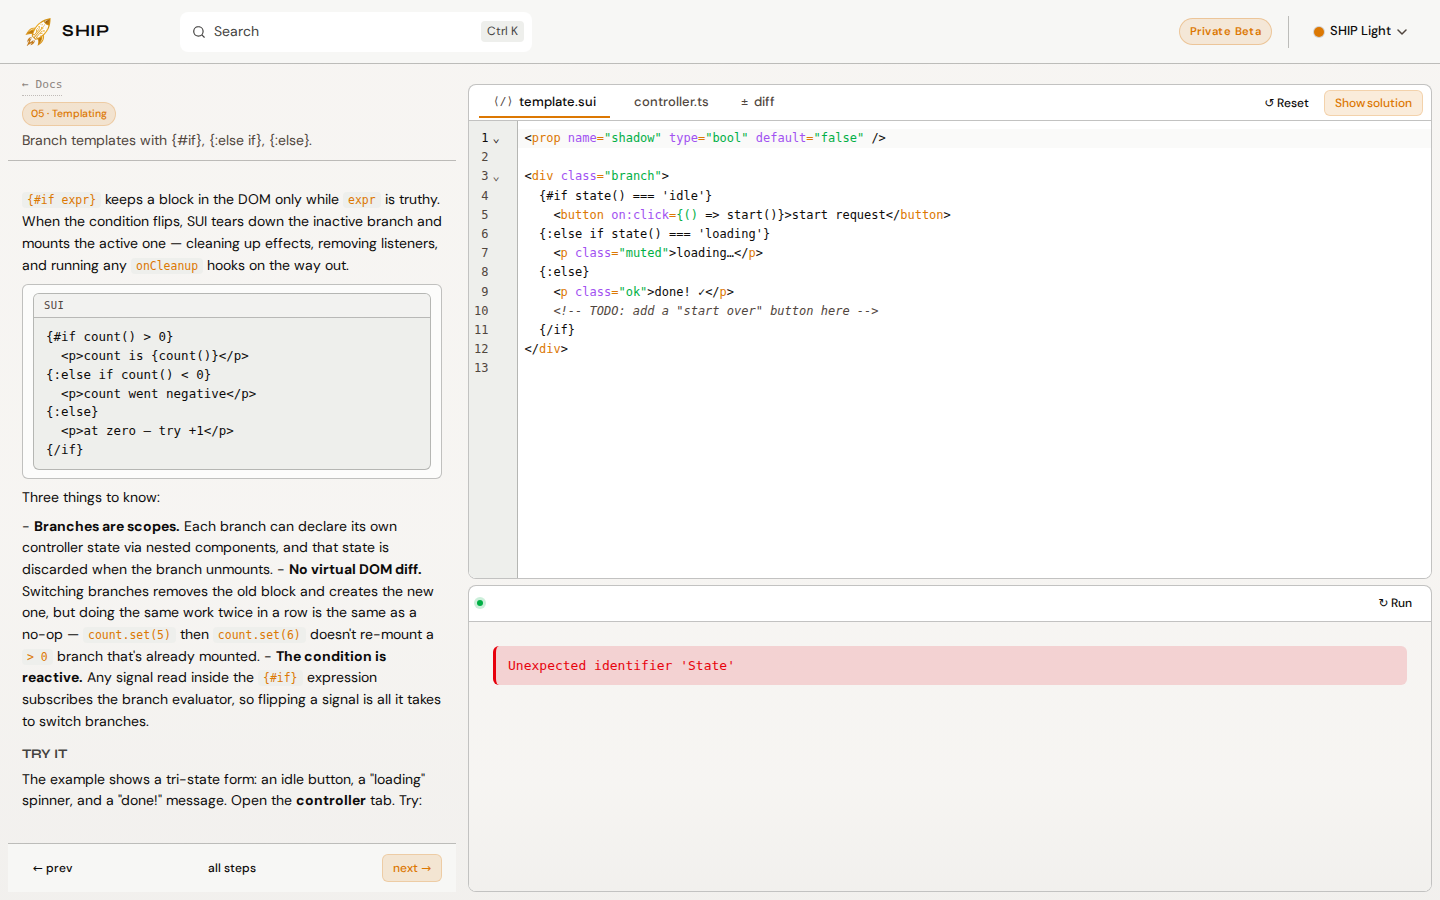 SHIP
Search
Ctrl K
Private Beta
SHIP Light
← Docs
05 · Templating
Branch templates with {#if}, {:else if}, {:else}.
{#if expr} keeps a block in the DOM only while expr is truthy.
When the condition flips, SUI tears down the inactive branch and
mounts the active one — cleaning up effects, removing listeners,
and running any onCleanup hooks on the way out.
SUI
{#if count() > 0}
  <p>count is {count()}</p>
{:else if count() < 0}
  <p>count went negative</p>
{:else}
  <p>at zero — try +1</p>
{/if}
Three things to know:
- Branches are scopes. Each branch can declare its own
controller state via nested components, and that state is
discarded when the branch unmounts. - No virtual DOM diff.
Switching branches removes the old block and creates the new
one, but doing the same work twice in a row is the same as a
no-op — count.set(5) then count.set(6) doesn't re-mount a
> 0 branch that's already mounted. - The condition is
reactive. Any signal read inside the {#if} expression
subscribes the branch evaluator, so flipping a signal is all it takes
to switch branches.
TRY IT
The example shows a tri-state form: an idle button, a "loading"
spinner, and a "done!" message. Open the controller tab. Try:
← prev
all steps
next →
⟨/⟩ template.sui
controller.ts
± diff
↺ Reset
Show solution
1 <prop name="shadow" type="bool" default="false" />
2
3 <div class="branch">
4   {#if state() === 'idle'}
5     <button on:click={() => start()}>start request</button>
6   {:else if state() === 'loading'}
7     <p class="muted">loading…</p>
8   {:else}
9     <p class="ok">done! ✓</p>
10     <!-- TODO: add a "start over" button here -->
11   {/if}
12 </div>
13
↻ Run
Unexpected identifier 'State'